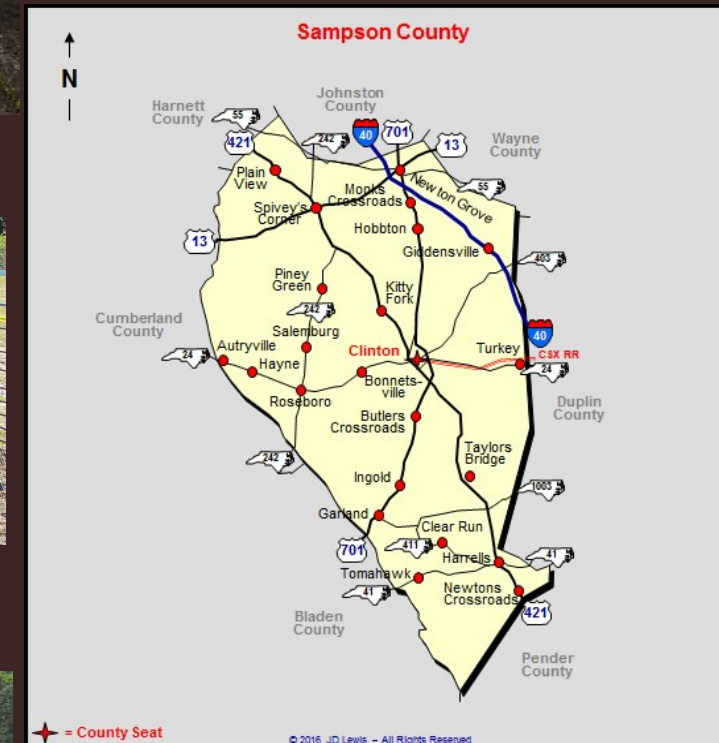 Sampson County
N
Johnston
County
Harnett
County
55
421
242
40
701
13
Wayne
County
Plain
View
Monks
Crossroads
Newton Grove
55
Spivey's
Corner
13
Hobbton
Giddensville
403
Piney
Green
Kitty
Fork
242
Cumberland
County
Salemburg
40
24
Autryville
Hayne
Clinton
Turkey
CSX RR
24
Bonnets-
ville
Roseboro
Duplin
County
Butlers
Crossroads
242
Taylors
Bridge
Ingold
1003
Garland
Clear Run
701
411
Harrells
41
Tomahawk
41
Newtons
Crossroads
421
Bladen
County
Pender
County
= County Seat
© 2016 JD Lewis – All Rights Reserved